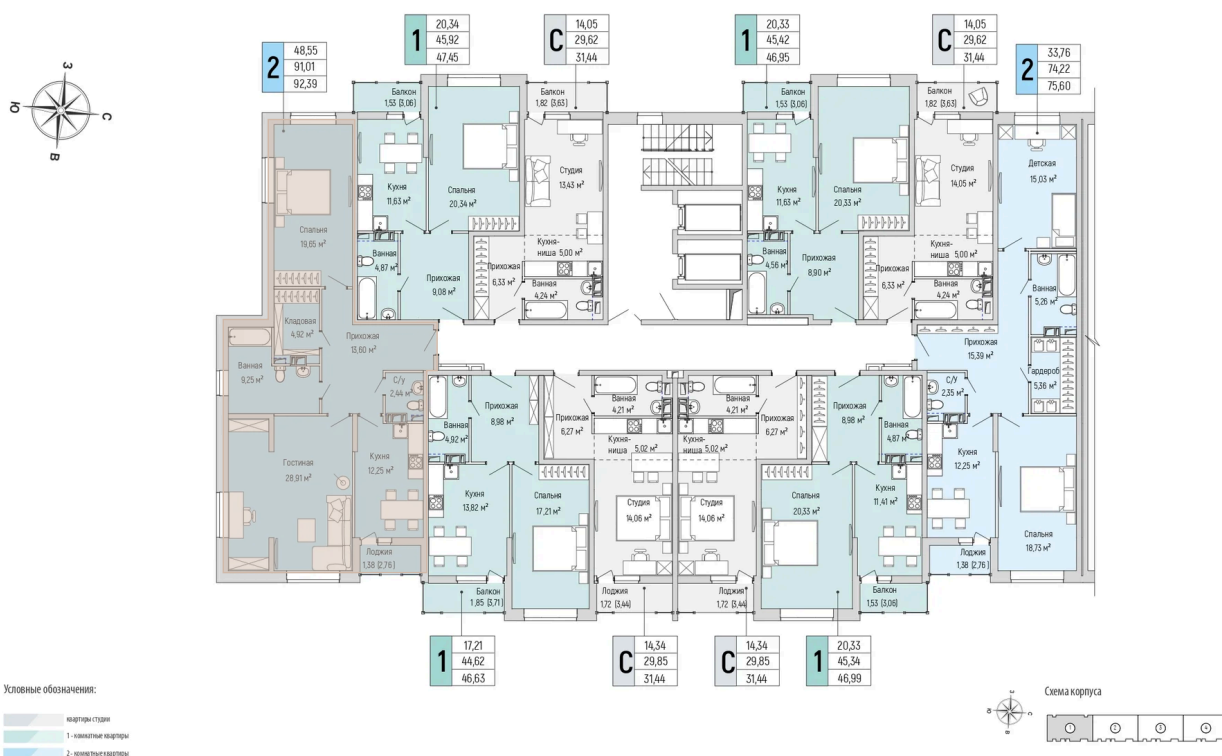 20,34
1 45,92
47,45
14,05
С 29,62
31,44
20,33
1 45,42
46,95
14,05
С 29,62
31,44
48,55
2 91,01
92,39
33,76
2 74,22
75,60
З
Ю
С
В
Балкон
1,53 (3,06)
Балкон
1,82 (3,63)
Балкон
1,53 (3,06)
Балкон
1,82 (3,63)
Кухня
11,63 м²
Спальня
20,34 м²
Студия
13,43 м²
Кухня
11,63 м²
Спальня
20,33 м²
Студия
14,05 м²
Детская
15,03 м²
Спальня
19,65 м²
Ванная
4,87 м²
Прихожая
9,08 м²
Прихожая
6,33 м²
Кухня-
ниша 5,00 м²
Ванная
4,24 м²
Ванная
4,56 м²
Прихожая
8,90 м²
Прихожая
6,33 м²
Кухня-
ниша 5,00 м²
Ванная
4,24 м²
Ванная
5,26 м²
Кладовая
4,92 м²
Прихожая
13,60 м²
Прихожая
15,39 м²
Ванная
9,25 м²
С/у
2,44 м²
Гардероб
5,36 м²
С/у
2,35 м²
Ванная
4,92 м²
Прихожая
8,98 м²
Прихожая
6,27 м²
Ванная
4,21 м²
Кухня-
ниша 5,02 м²
Ванная
4,21 м²
Кухня-
ниша 5,02 м²
Прихожая
6,27 м²
Прихожая
8,98 м²
Ванная
4,87 м²
Гостиная
28,91 м²
Кухня
12,25 м²
Кухня
13,82 м²
Спальня
17,21 м²
Студия
14,06 м²
Студия
14,06 м²
Спальня
20,33 м²
Кухня
11,41 м²
Кухня
12,25 м²
Спальня
18,73 м²
Лоджия
1,38 (2,76)
Балкон
1,85 (3,71)
Лоджия
1,72 (3,44)
Лоджия
1,72 (3,44)
Балкон
1,53 (3,06)
Лоджия
1,38 (2,76)
17,21
1 44,62
46,63
14,34
С 29,85
31,44
14,34
С 29,85
31,44
20,33
1 45,34
46,99
Условные обозначения:
квартиры студии
1 - комнатные квартиры
2 - комнатные квартиры
З
Ю
С
В
Схема корпуса
1 2 3 4